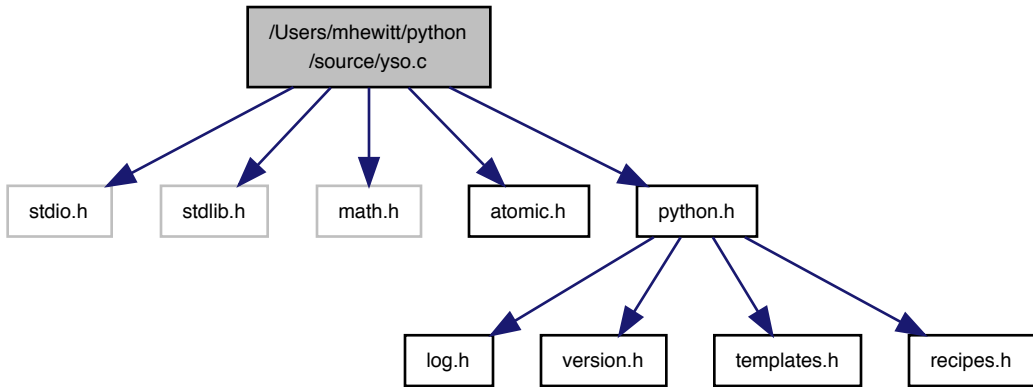 /Users/mhewitt/python
/source/yso.c
stdio.h
stdlib.h
math.h
atomic.h
python.h
log.h
version.h
templates.h
recipes.h